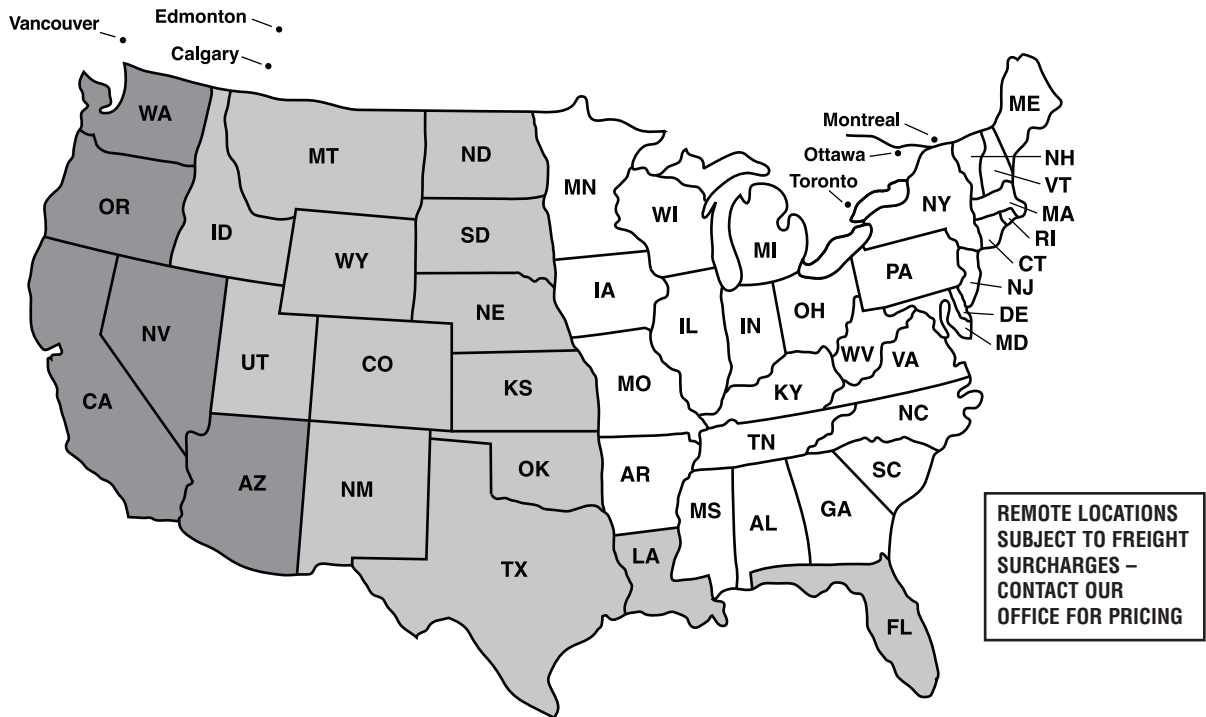 Vancouver
Edmonton
Calgary
WA
MT
ND
MN
OR
ID
SD
WI
MI
WY
NE
IA
NV
UT
CO
KS
IL
IN
OH
MO
CA
KY
WV
VA
PA
NY
ME
Montreal
Ottawa
Toronto
NH
VT
MA
RI
CT
NJ
DE
MD
AZ
NM
OK
AR
TN
NC
SC
MS
AL
GA
TX
LA
FL
REMOTE LOCATIONS
SUBJECT TO FREIGHT
SURCHARGES –
CONTACT OUR
OFFICE FOR PRICING